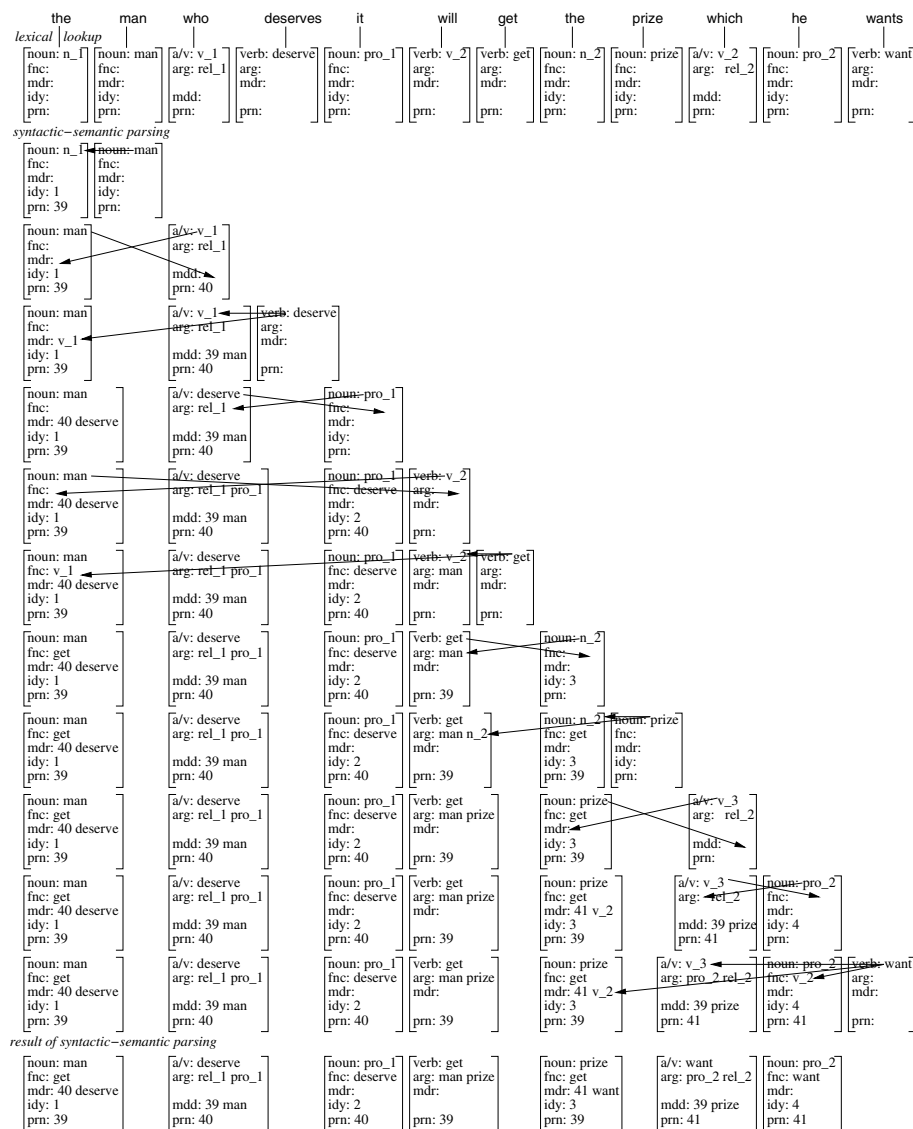 the man who deserves it will get the prize which he wants
lexical lookup
noun: n_1 noun: man a/v: v_1 verb: deserve noun: pro_1 verb: v_2 verb: get noun: n_2 noun: prize a/v: v_2 noun: pro_2 verb: want
fnc: fnc: arg: rel_1 arg: fnc: arg: arg: fnc: fnc: arg: rel_2 fnc: arg:
mdr: mdr: mdr: mdr: mdr: mdr: mdr: mdr: mdr: mdr:
idy: idy: mdd: idy: idy: idy: mdd: idy:
prn: prn: prn: prn: prn: prn: prn: prn: prn: prn: prn: prn:
syntactic−semantic parsing
noun: n_1 noun: man
fnc: fnc:
mdr: mdr:
idy: 1 idy:
prn: 39 prn:
noun: man a/v: v_1
fnc: arg: rel_1
mdr:
idy: 1 mdd:
prn: 39 prn: 40
noun: man a/v: v_1 verb: deserve
fnc: arg: rel_1 arg:
mdr: v_1 mdr:
idy: 1 mdd: 39 man
prn: 39 prn: 40 prn:
noun: man a/v: deserve noun: pro_1
fnc: arg: rel_1 fnc:
mdr: 40 deserve mdr:
idy: 1 mdd: 39 man idy:
prn: 39 prn: 40 prn:
noun: man a/v: deserve noun: pro_1 verb: v_2
fnc: arg: rel_1 pro_1 fnc: deserve arg:
mdr: 40 deserve mdr: mdr:
idy: 1 mdd: 39 man idy: 2
prn: 39 prn: 40 prn: 40 prn:
noun: man a/v: deserve noun: pro_1 verb: v_2 verb: get
fnc: v_1 arg: rel_1 pro_1 fnc: deserve arg: man arg:
mdr: 40 deserve mdr: mdr: mdr:
idy: 1 mdd: 39 man idy: 2
prn: 39 prn: 40 prn: 40 prn: prn:
noun: man a/v: deserve noun: pro_1 verb: get noun: n_2
fnc: get arg: rel_1 pro_1 fnc: deserve arg: man fnc:
mdr: 40 deserve mdr: mdr: mdr:
idy: 1 mdd: 39 man idy: 2 idy: 3
prn: 39 prn: 40 prn: 40 prn: 39 prn:
noun: man a/v: deserve noun: pro_1 verb: get noun: n_2 noun: prize
fnc: get arg: rel_1 pro_1 fnc: deserve arg: man n_2 fnc: get fnc:
mdr: 40 deserve mdr: mdr: mdr: mdr:
idy: 1 mdd: 39 man idy: 2 idy: 3 idy:
prn: 39 prn: 40 prn: 40 prn: 39 prn: 39 prn:
noun: man a/v: deserve noun: pro_1 verb: get noun: prize a/v: v_3
fnc: get arg: rel_1 pro_1 fnc: deserve arg: man prize fnc: get arg: rel_2
mdr: 40 deserve mdr: mdr: mdr:
idy: 1 mdd: 39 man idy: 2 idy: 3 mdd:
prn: 39 prn: 40 prn: 40 prn: 39 prn: 39 prn:
noun: man a/v: deserve noun: pro_1 verb: get noun: prize a/v: v_3 noun: pro_2
fnc: get arg: rel_1 pro_1 fnc: deserve arg: man prize fnc: get arg: rel_2 fnc:
mdr: 40 deserve mdr: mdr: mdr: 41 v_2 mdr:
idy: 1 mdd: 39 man idy: 2 idy: 3 mdd: 39 prize idy: 4
prn: 39 prn: 40 prn: 40 prn: 39 prn: 39 prn: 41 prn:
noun: man a/v: deserve noun: pro_1 verb: get noun: prize a/v: v_3 noun: pro_2 verb: want
fnc: get arg: rel_1 pro_1 fnc: deserve arg: man prize fnc: get arg: pro_2 rel_2 fnc: v_2 arg:
mdr: 40 deserve mdr: mdr: mdr: 41 v_2 mdr: mdr:
idy: 1 mdd: 39 man idy: 2 idy: 3 mdd: 39 prize idy: 4
prn: 39 prn: 40 prn: 40 prn: 39 prn: 39 prn: 41 prn: 41 prn:
result of syntactic−semantic parsing
noun: man a/v: deserve noun: pro_1 verb: get noun: prize a/v: want noun: pro_2
fnc: get arg: rel_1 pro_1 fnc: deserve arg: man prize fnc: get arg: pro_2 rel_2 fnc: want
mdr: 40 deserve mdr: mdr: mdr: 41 want mdr:
idy: 1 mdd: 39 man idy: 2 idy: 3 mdd: 39 prize idy: 4
prn: 39 prn: 40 prn: 40 prn: 39 prn: 39 prn: 41 prn: 41